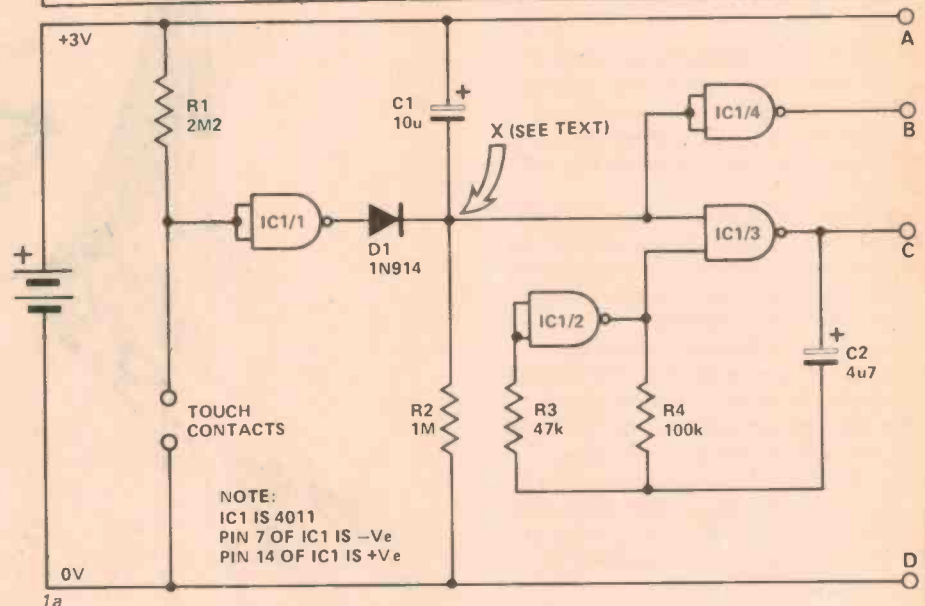 +3V
A
R1
2M2
C1
10u
+
X (SEE TEXT)
IC1/4
B
IC1/1
D1
1N914
IC1/3
C
+
IC1/2
+
C2
4u7
TOUCH
CONTACTS
R2
1M
R3
47k
R4
100k
NOTE:
IC1 IS 4011
PIN 7 OF IC1 IS –Ve
PIN 14 OF IC1 IS +Ve
0V
D
1a